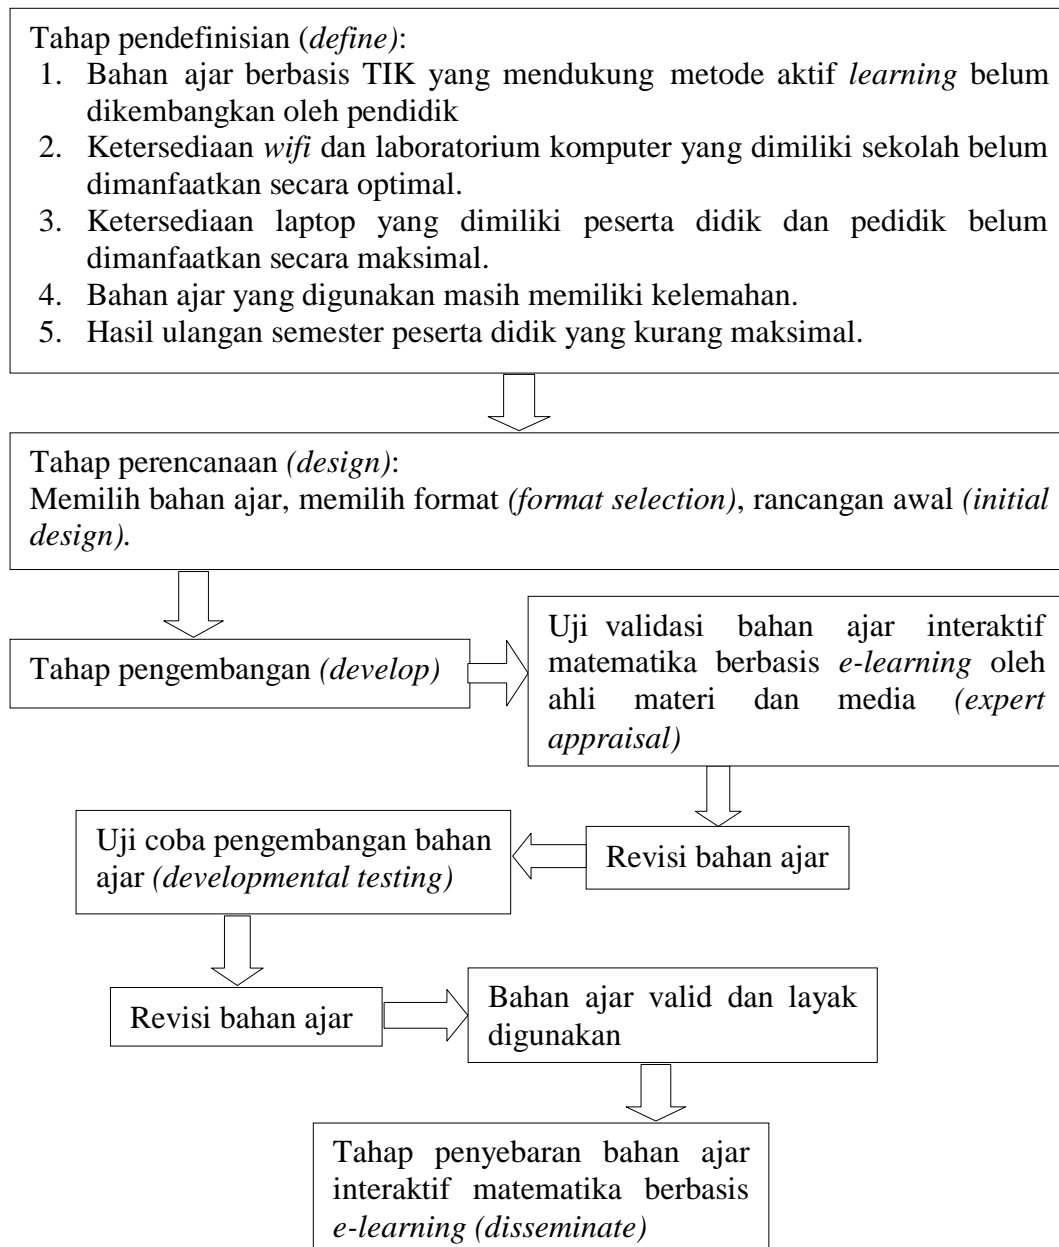 Tahap pendefinisian (define):
1. Bahan ajar berbasis TIK yang mendukung metode aktif learning belum
dikembangkan oleh pendidik
2. Ketersediaan wifi dan laboratorium komputer yang dimiliki sekolah belum
dimanfaatkan secara optimal.
3. Ketersediaan laptop yang dimiliki peserta didik dan pedidik belum
dimanfaatkan secara maksimal.
4. Bahan ajar yang digunakan masih memiliki kelemahan.
5. Hasil ulangan semester peserta didik yang kurang maksimal.
Tahap perencanaan (design):
Memilih bahan ajar, memilih format (format selection), rancangan awal (initial
design).
Tahap pengembangan (develop)
Uji validasi bahan ajar interaktif
matematika berbasis e-learning oleh
ahli materi dan media (expert
appraisal)
Revisi bahan ajar
Uji coba pengembangan bahan
ajar (developmental testing)
Revisi bahan ajar
Bahan ajar valid dan layak
digunakan
Tahap penyebaran bahan ajar
interaktif matematika berbasis
e-learning (disseminate)